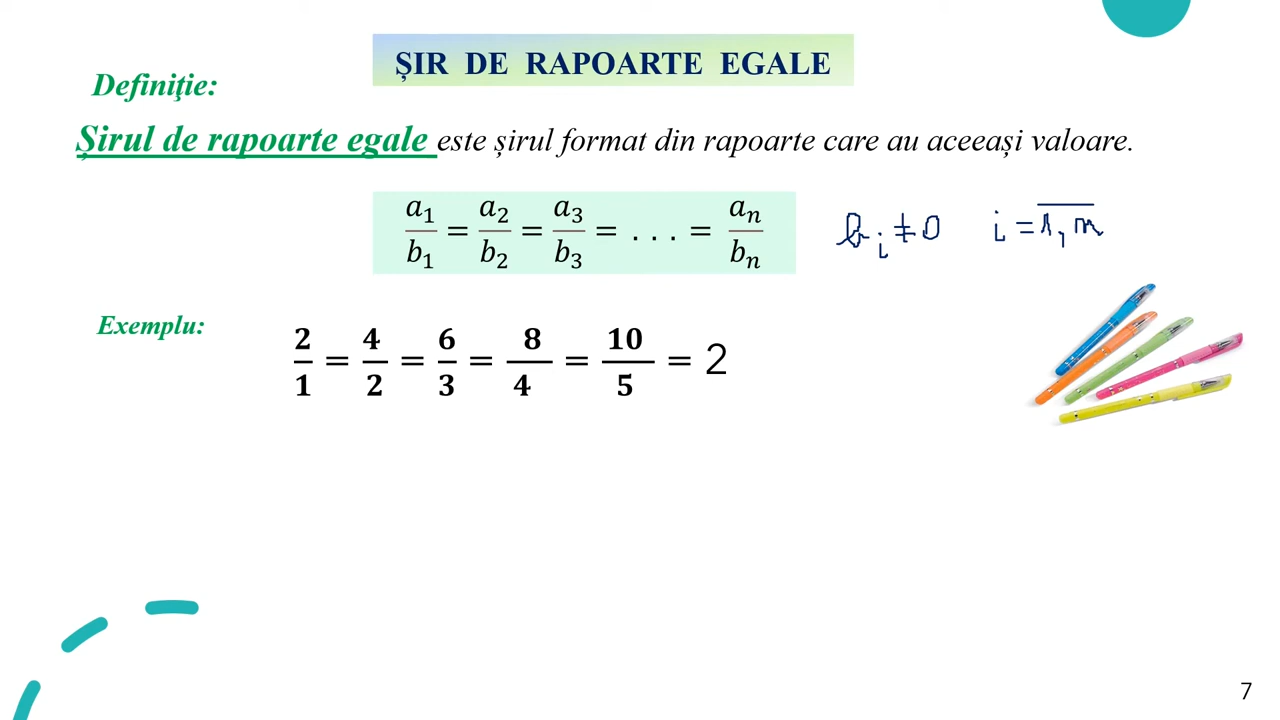 ȘIR DE RAPOARTE EGALE
Definiţie:
Șirul de rapoarte egale este șirul format din rapoarte care au aceeași valoare.
a₁/b₁ = a₂/b₂ = a₃/b₃ = . . . = aₙ/bₙ bᵢ ≠ 0 i = 1, n
Exemplu:
2/1 = 4/2 = 6/3 = 8/4 = 10/5 = 2
7